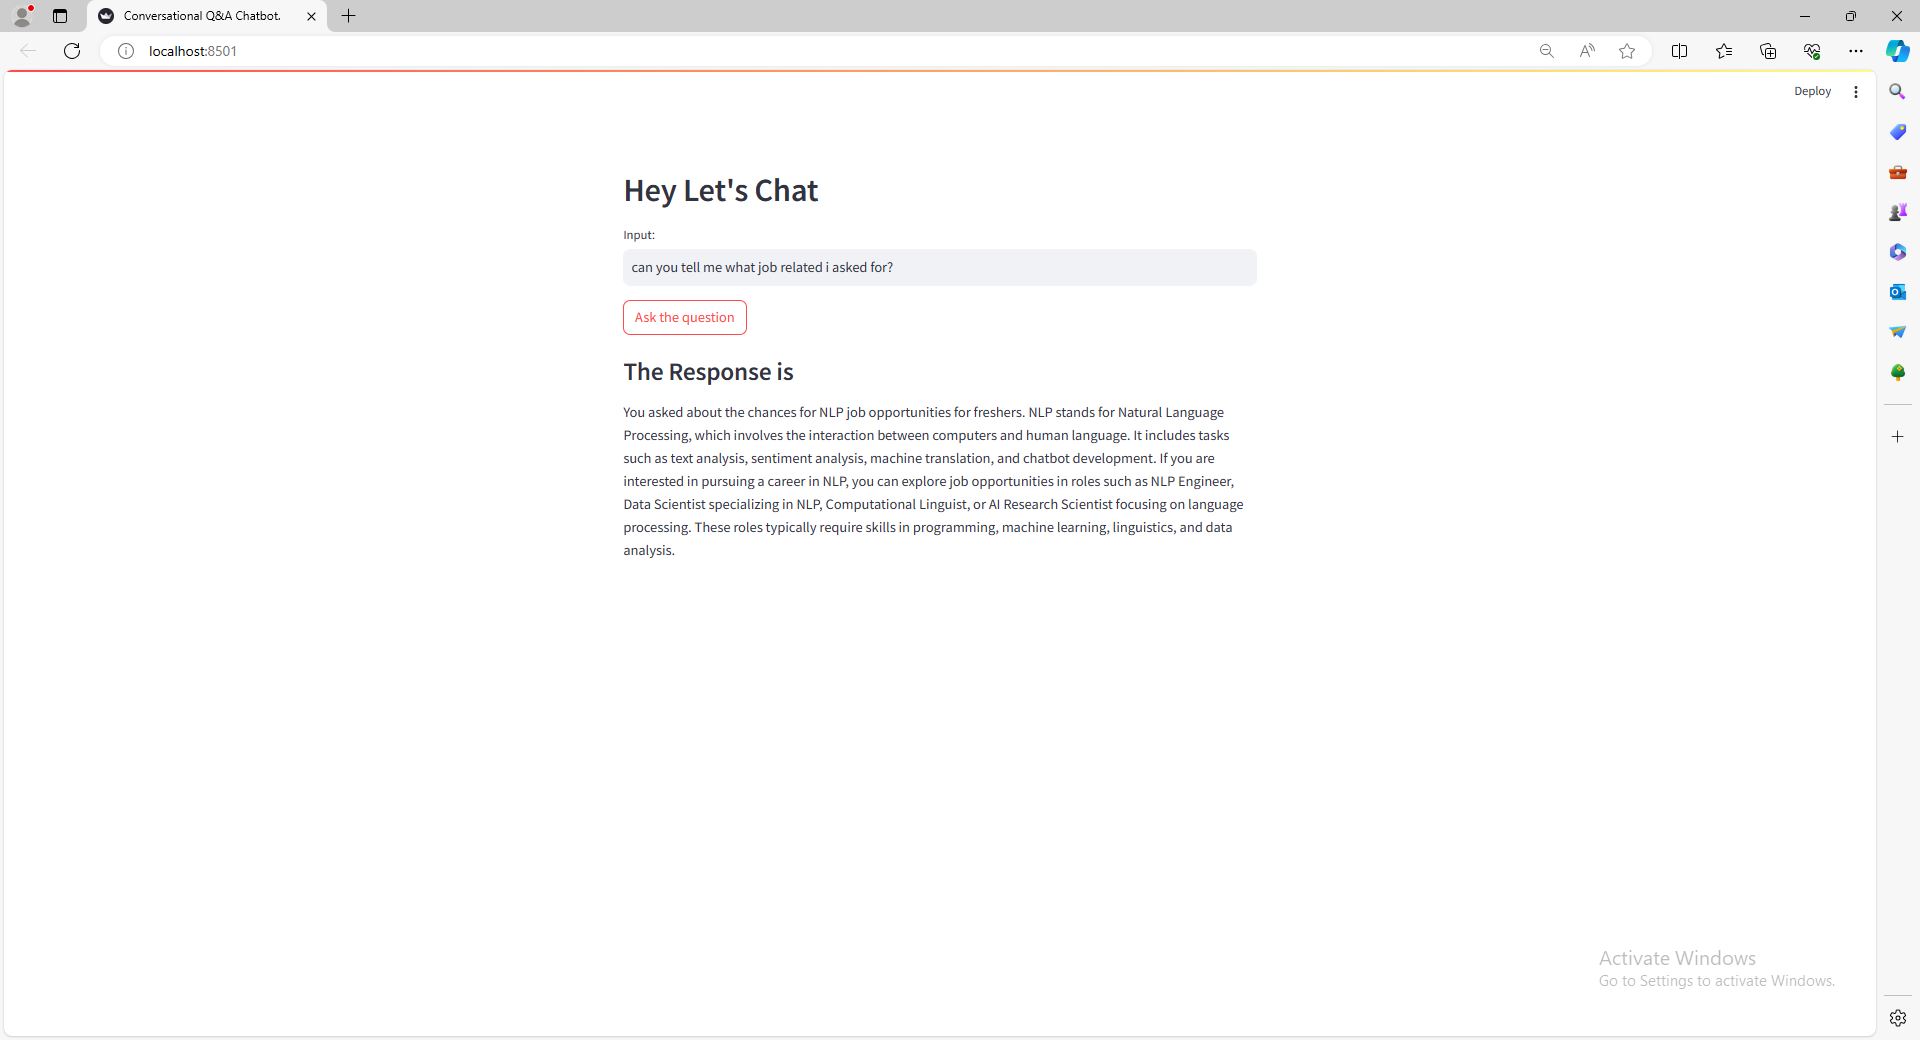 Conversational Q&A Chatbot.
localhost:8501
Deploy
Hey Let's Chat
Input:
can you tell me what job related i asked for?
Ask the question
The Response is
You asked about the chances for NLP job opportunities for freshers. NLP stands for Natural Language
Processing, which involves the interaction between computers and human language. It includes tasks
such as text analysis, sentiment analysis, machine translation, and chatbot development. If you are
interested in pursuing a career in NLP, you can explore job opportunities in roles such as NLP Engineer,
Data Scientist specializing in NLP, Computational Linguist, or AI Research Scientist focusing on language
processing. These roles typically require skills in programming, machine learning, linguistics, and data
analysis.
Activate Windows
Go to Settings to activate Windows.